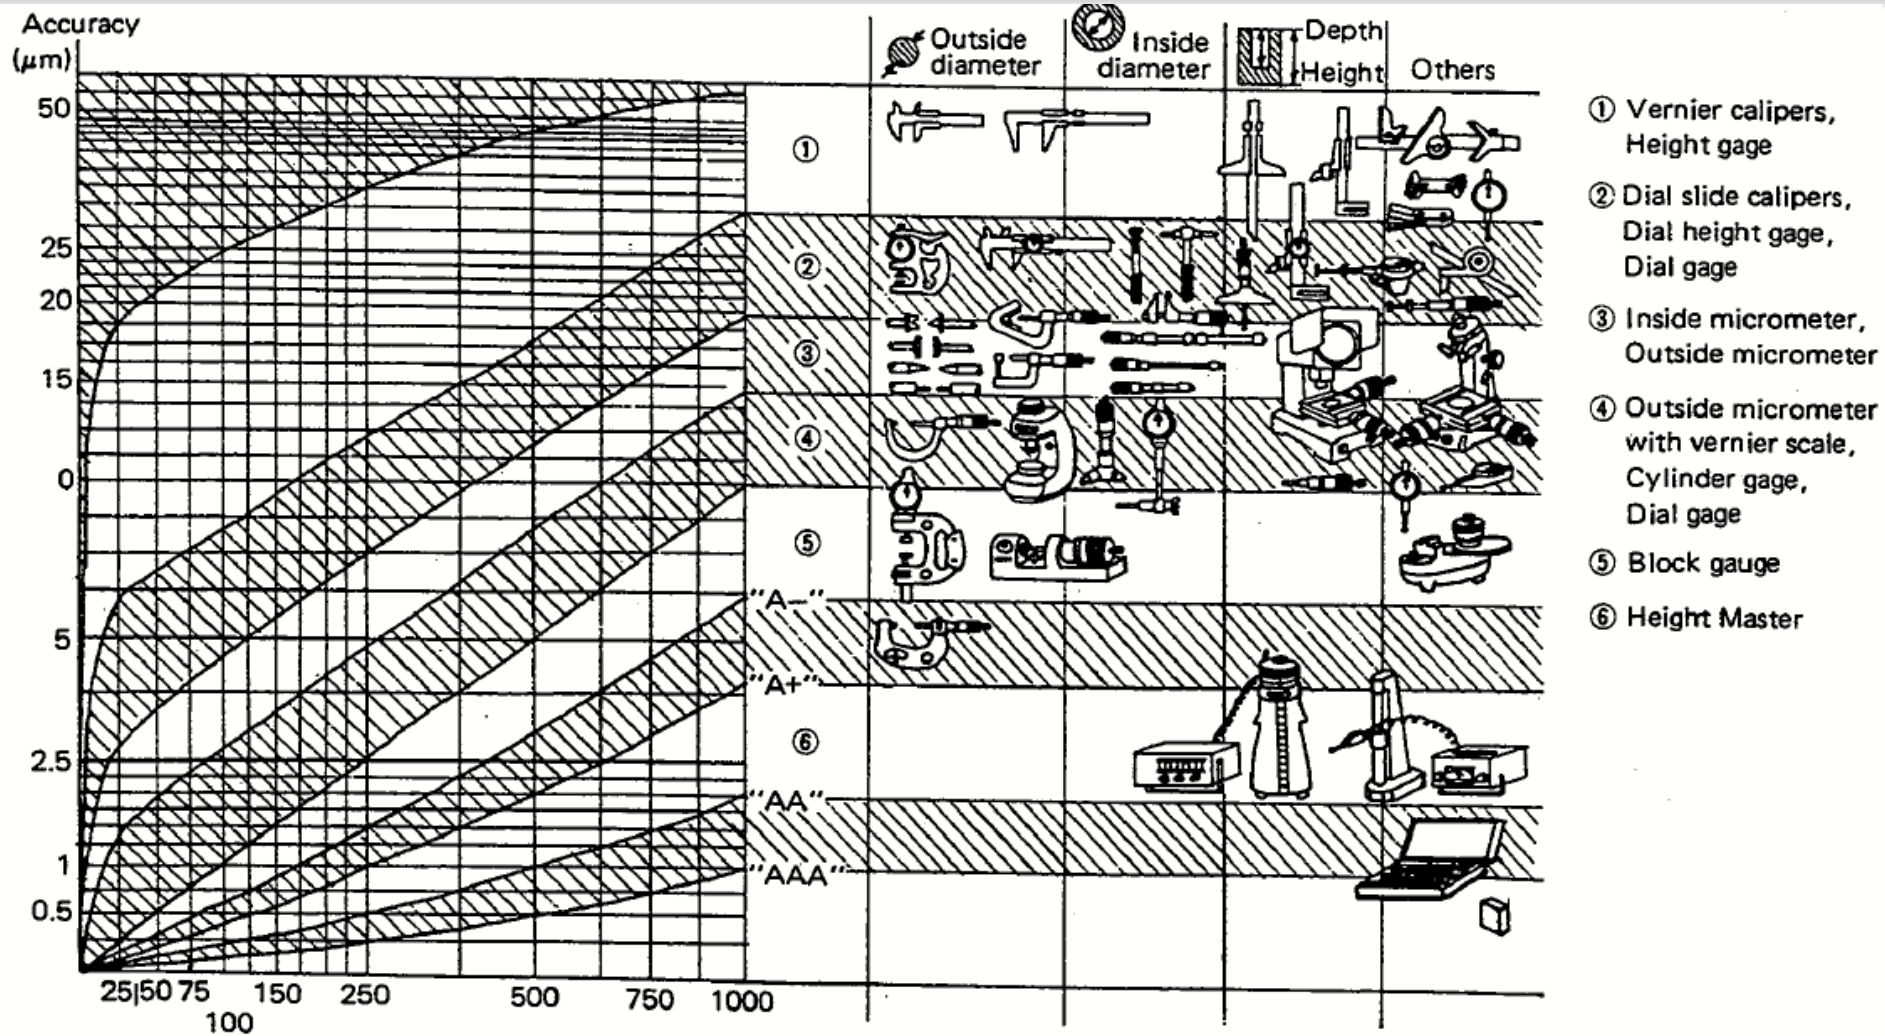 Accuracy
(μm)
50
25
20
15
0
5
2.5
1
0.5
25|50 75 150 250 500 750 1000
100
Outside
diameter
Inside
diameter
Depth
Height
Others
①
②
③
④
⑤
"A–"
"A+"
⑥
"AA"
"AAA"
① Vernier calipers,
Height gage
② Dial slide calipers,
Dial height gage,
Dial gage
③ Inside micrometer,
Outside micrometer
④ Outside micrometer
with vernier scale,
Cylinder gage,
Dial gage
⑤ Block gauge
⑥ Height Master